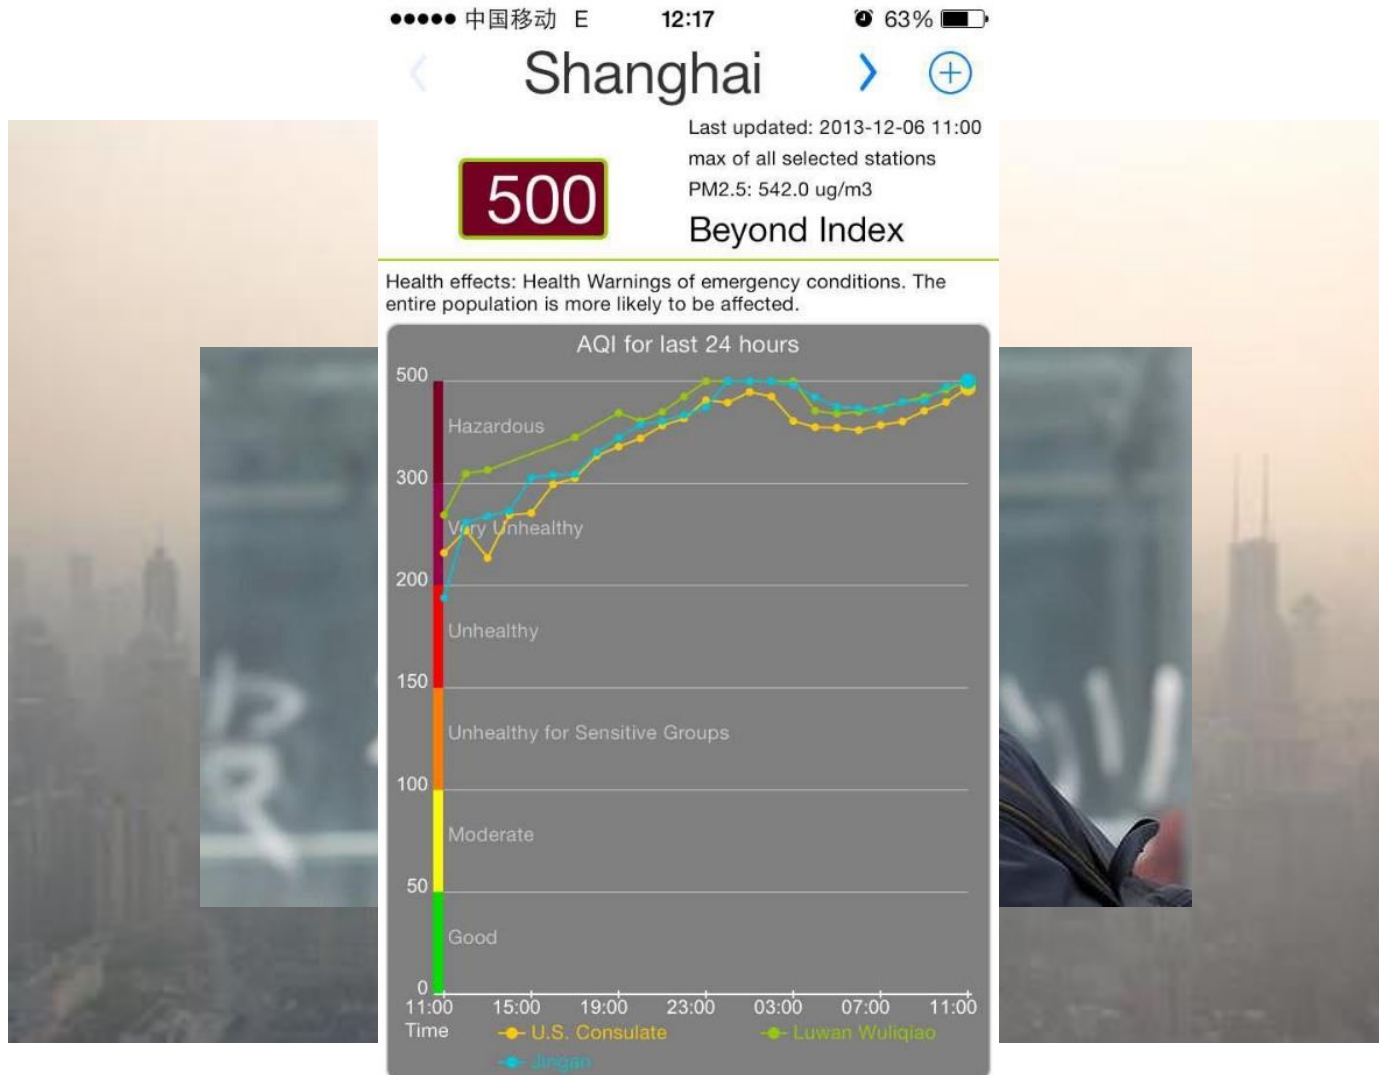 中国移动 E 12:17 63%
Shanghai
Last updated: 2013-12-06 11:00
max of all selected stations
500
PM2.5: 542.0 ug/m3
Beyond Index
Health effects: Health Warnings of emergency conditions. The
entire population is more likely to be affected.
AQI for last 24 hours
500
Hazardous
300
Very Unhealthy
200
Unhealthy
150
Unhealthy for Sensitive Groups
100
Moderate
50
Good
0
11:00 15:00 19:00 23:00 03:00 07:00 11:00
Time U.S. Consulate Luwan Wuliqiao
Jingan